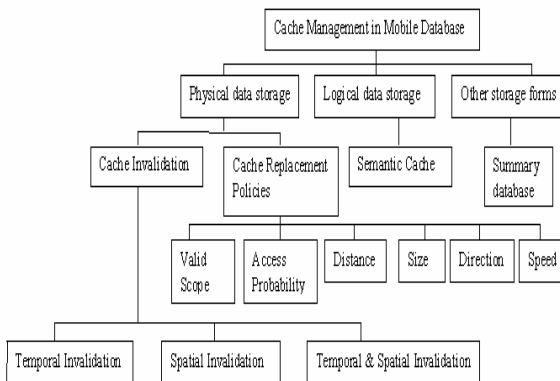 Cache Management in Mobile Database
Physical data storage
Logical data storage
Other storage forms
Cache Invalidation
Cache Replacement
Policies
Semantic Cache
Summary
database
Valid
Scope
Access
Probability
Distance
Size
Direction
Speed
Temporal Invalidation
Spatial Invalidation
Temporal & Spatial Invalidation